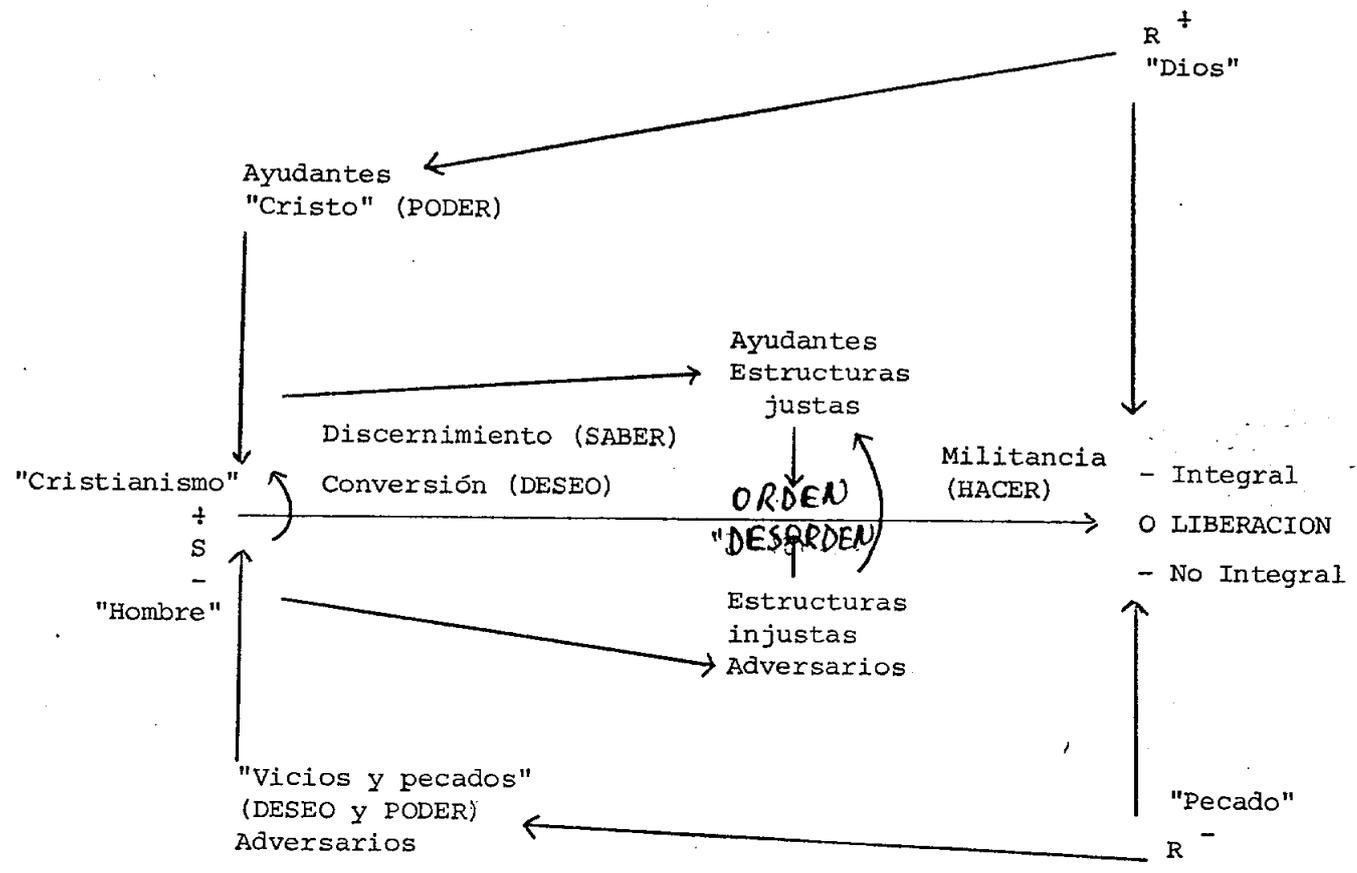 R +
"Dios"
Ayudantes
"Cristo" (PODER)
Ayudantes
Estructuras
justas
Discernimiento (SABER)
Militancia
(HACER)
- Integral
"Cristianismo"
Conversión (DESEO)
ORDEN
+
S
-
"Hombre"
O LIBERACION
"DESORDEN"
- No Integral
Estructuras
injustas
Adversarios
"Vicios y pecados"
(DESEO y PODER)
Adversarios
"Pecado"
R -